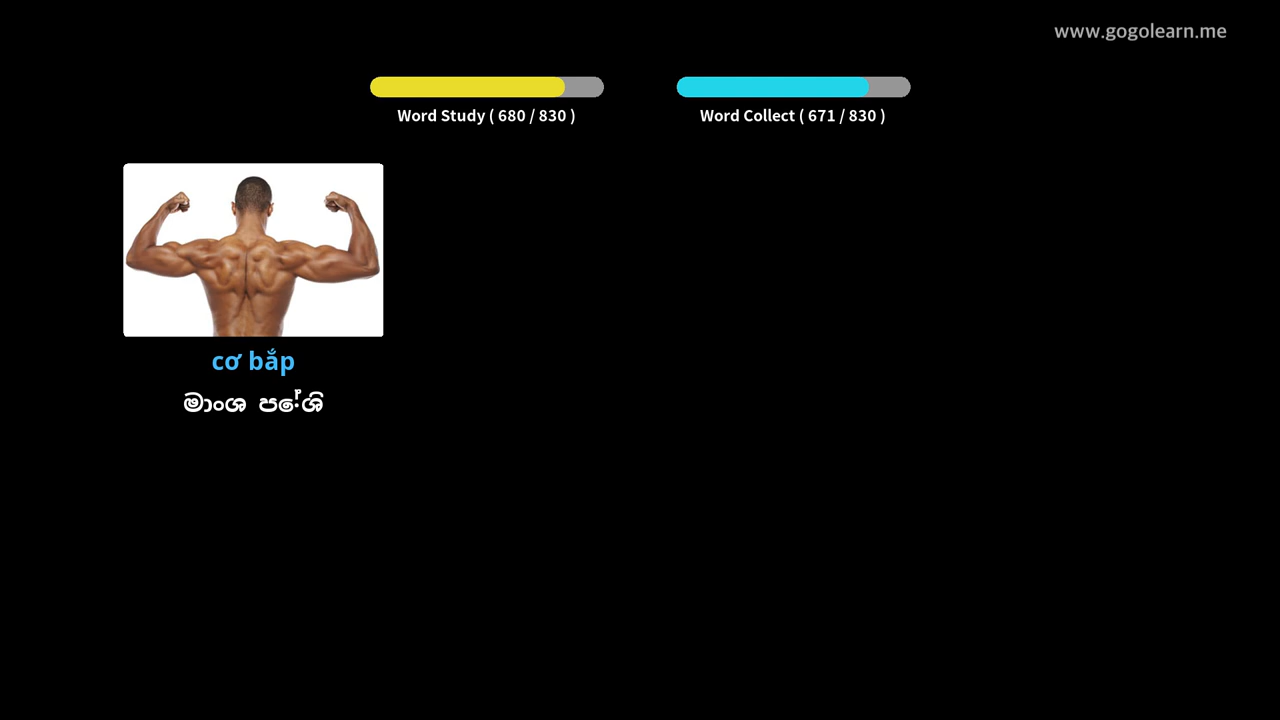 www.gogolearn.me
Word Study ( 680 / 830 )
Word Collect ( 671 / 830 )
cơ bắp
මාංශ පේශි